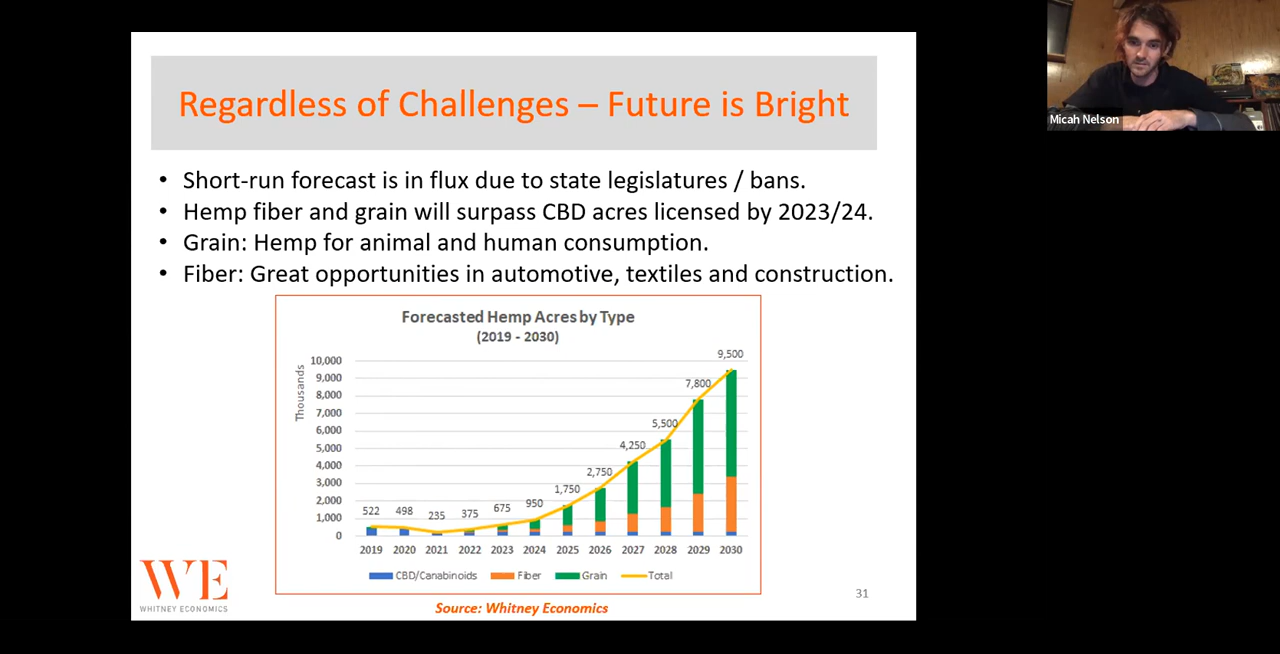 Regardless of Challenges – Future is Bright
• Short-run forecast is in flux due to state legislatures / bans.
• Hemp fiber and grain will surpass CBD acres licensed by 2023/24.
• Grain: Hemp for animal and human consumption.
• Fiber: Great opportunities in automotive, textiles and construction.
Forecasted Hemp Acres by Type
(2019 - 2030)
Thousands
10,000
9,000
8,000
7,000
6,000
5,000
4,000
3,000
2,000
1,000
0
522
498
235
375
675
950
1,750
2,750
4,250
5,500
7,800
9,500
2019 2020 2021 2022 2023 2024 2025 2026 2027 2028 2029 2030
CBD/Canabinoids Fiber Grain Total
Source: Whitney Economics
WE
WHITNEY ECONOMICS
31
Micah Nelson